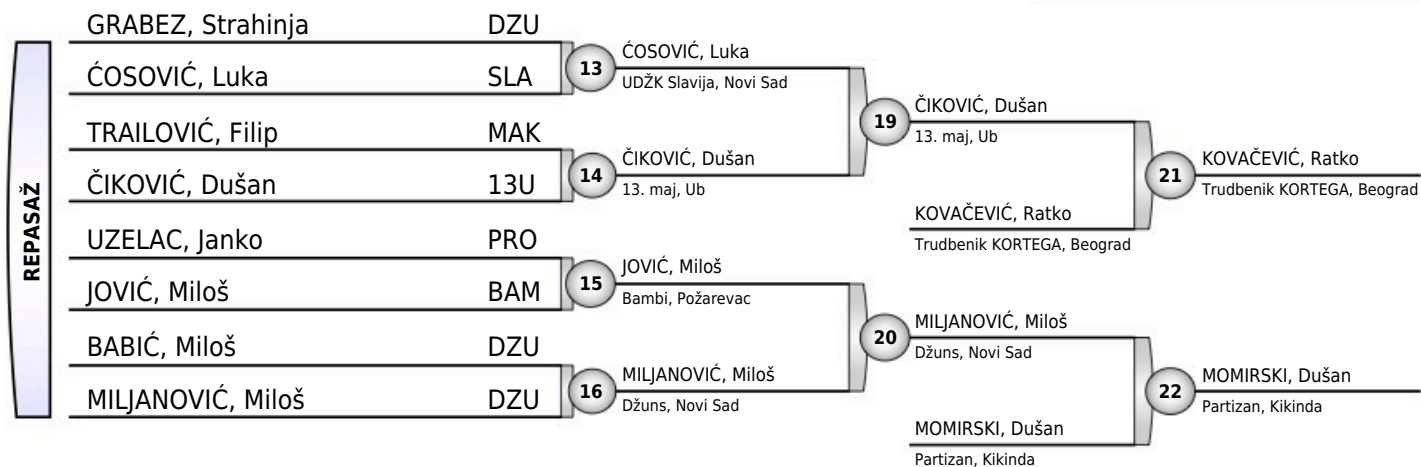 REPASAŽ
GRABEZ, Strahinja DZU
ĆOSOVIĆ, Luka SLA
TRAILOVIĆ, Filip MAK
ČIKOVIĆ, Dušan 13U
UZELAC, Janko PRO
JOVIĆ, Miloš BAM
BABIĆ, Miloš DZU
MILJANOVIĆ, Miloš DZU
13
ĆOSOVIĆ, Luka
UDŽK Slavija, Novi Sad
14
ČIKOVIĆ, Dušan
13. maj, Ub
15
JOVIĆ, Miloš
Bambi, Požarevac
16
MILJANOVIĆ, Miloš
Džuns, Novi Sad
19
ČIKOVIĆ, Dušan
13. maj, Ub
KOVAČEVIĆ, Ratko
Trudbenik KORTEGA, Beograd
20
MILJANOVIĆ, Miloš
Džuns, Novi Sad
MOMIRSKI, Dušan
Partizan, Kikinda
21
KOVAČEVIĆ, Ratko
Trudbenik KORTEGA, Beograd
22
MOMIRSKI, Dušan
Partizan, Kikinda